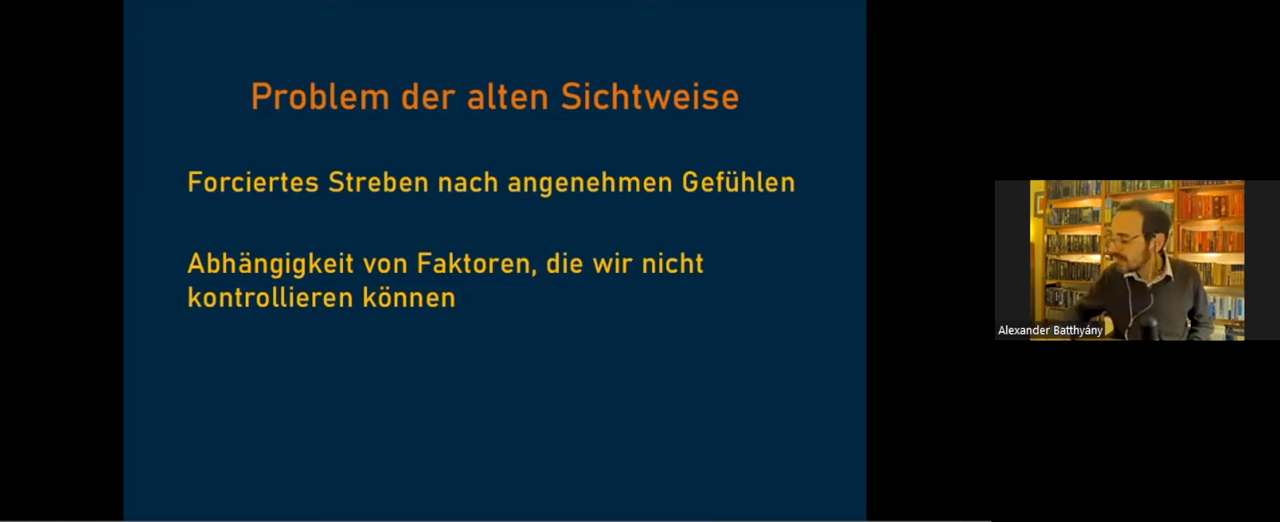 Problem der alten Sichtweise
Forciertes Streben nach angenehmen Gefühlen
Abhängigkeit von Faktoren, die wir nicht
kontrollieren können
Alexander Batthyány